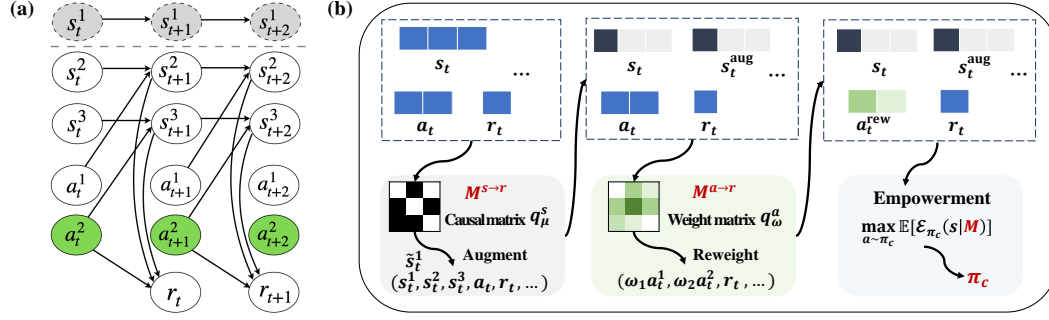 (a)
s_t^1 s_{t+1}^1 s_{t+2}^1
s_t^2 s_{t+1}^2 s_{t+2}^2
s_t^3 s_{t+1}^3 s_{t+2}^3
a_t^1 a_{t+1}^1 a_{t+2}^1
a_t^2 a_{t+1}^2 a_{t+2}^2
r_t r_{t+1}
(b)
s_t
...
a_t r_t
M^{s→r}
Causal matrix q_μ^s
s̃_t^1 Augment
(s_t^1, s_t^2, s_t^3, a_t, r_t, ...)
s_t s_t^{aug}
...
a_t r_t
M^{a→r}
Weight matrix q_ω^a
Reweight
(ω_1 a_t^1, ω_2 a_t^2, r_t, ...)
s_t s_t^{aug}
...
a_t^{rew} r_t
Empowerment
max_{a∼π_c} 𝔼[ℰ_{π_c}(s|M)]
π_c